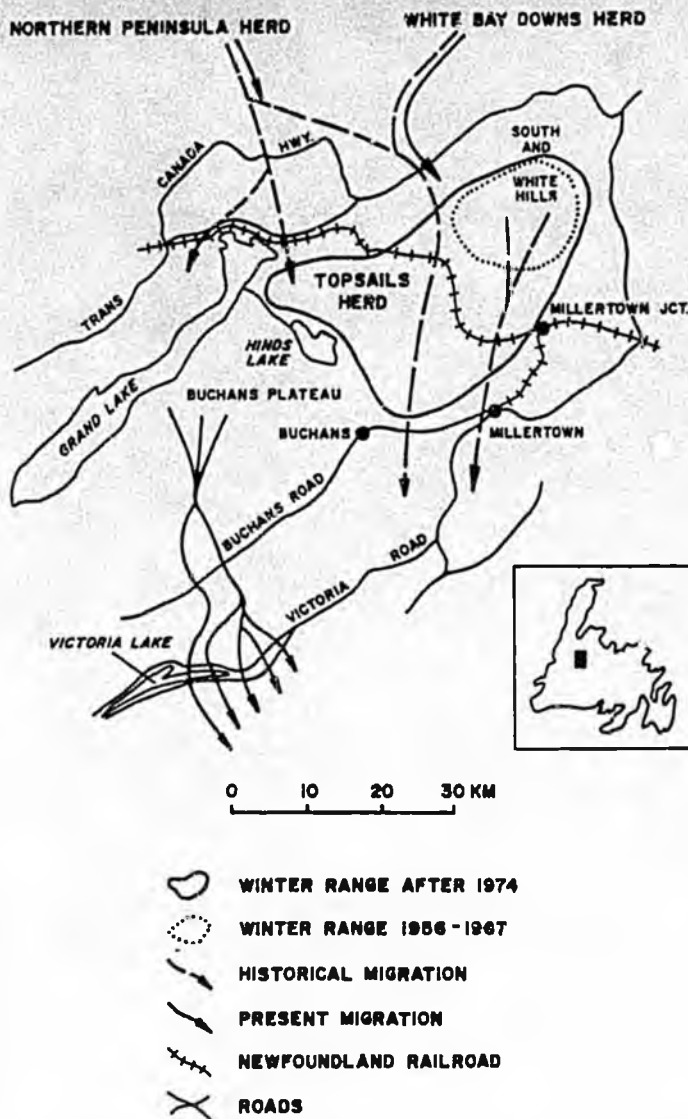 NORTHERN PENINSULA HERD
WHITE BAY DOWNS HERD
CANADA
HWY.
SOUTH AND
WHITE HILLS
TRANS
TOPSAILS
HERD
MILLERTOWN JCT.
HINDS
LAKE
GRAND LAKE
BUCHANS PLATEAU
BUCHANS
MILLERTOWN
BUCHANS ROAD
VICTORIA
ROAD
VICTORIA LAKE
0 10 20 30 KM
WINTER RANGE AFTER 1974
WINTER RANGE 1956-1967
HISTORICAL MIGRATION
PRESENT MIGRATION
NEWFOUNDLAND RAILROAD
ROADS